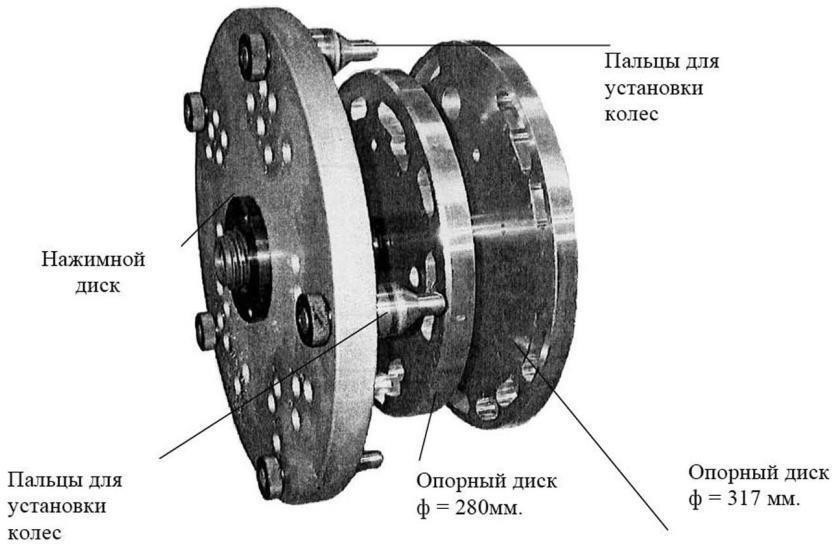 Пальцы для
установки
колес
Нажимной
диск
Пальцы для
установки
колес
Опорный диск
ф = 280мм.
Опорный диск
ф = 317 мм.